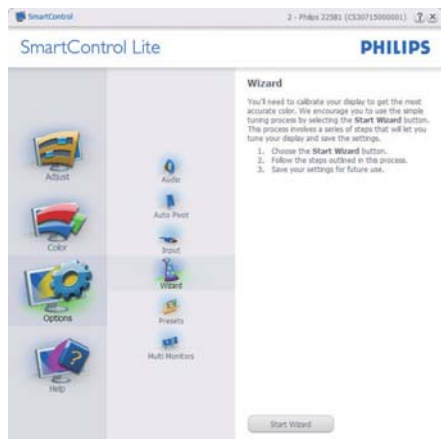 SmartControl
2 - Philips 225B1 (CS30715000001)
SmartControl Lite
PHILIPS
Adjust
Color
Options
Help
Audio
Auto Pivot
Input
Wizard
Presets
Multi Monitors
Wizard
You'll need to calibrate your display to get the most
accurate color. We encourage you to use the simple
tuning process by selecting the Start Wizard button.
This process involves a series of steps that will let you
tune your display and save the settings.
1. Choose the Start Wizard button.
2. Follow the steps outlined in this process.
3. Save your settings for future use.
Start Wizard